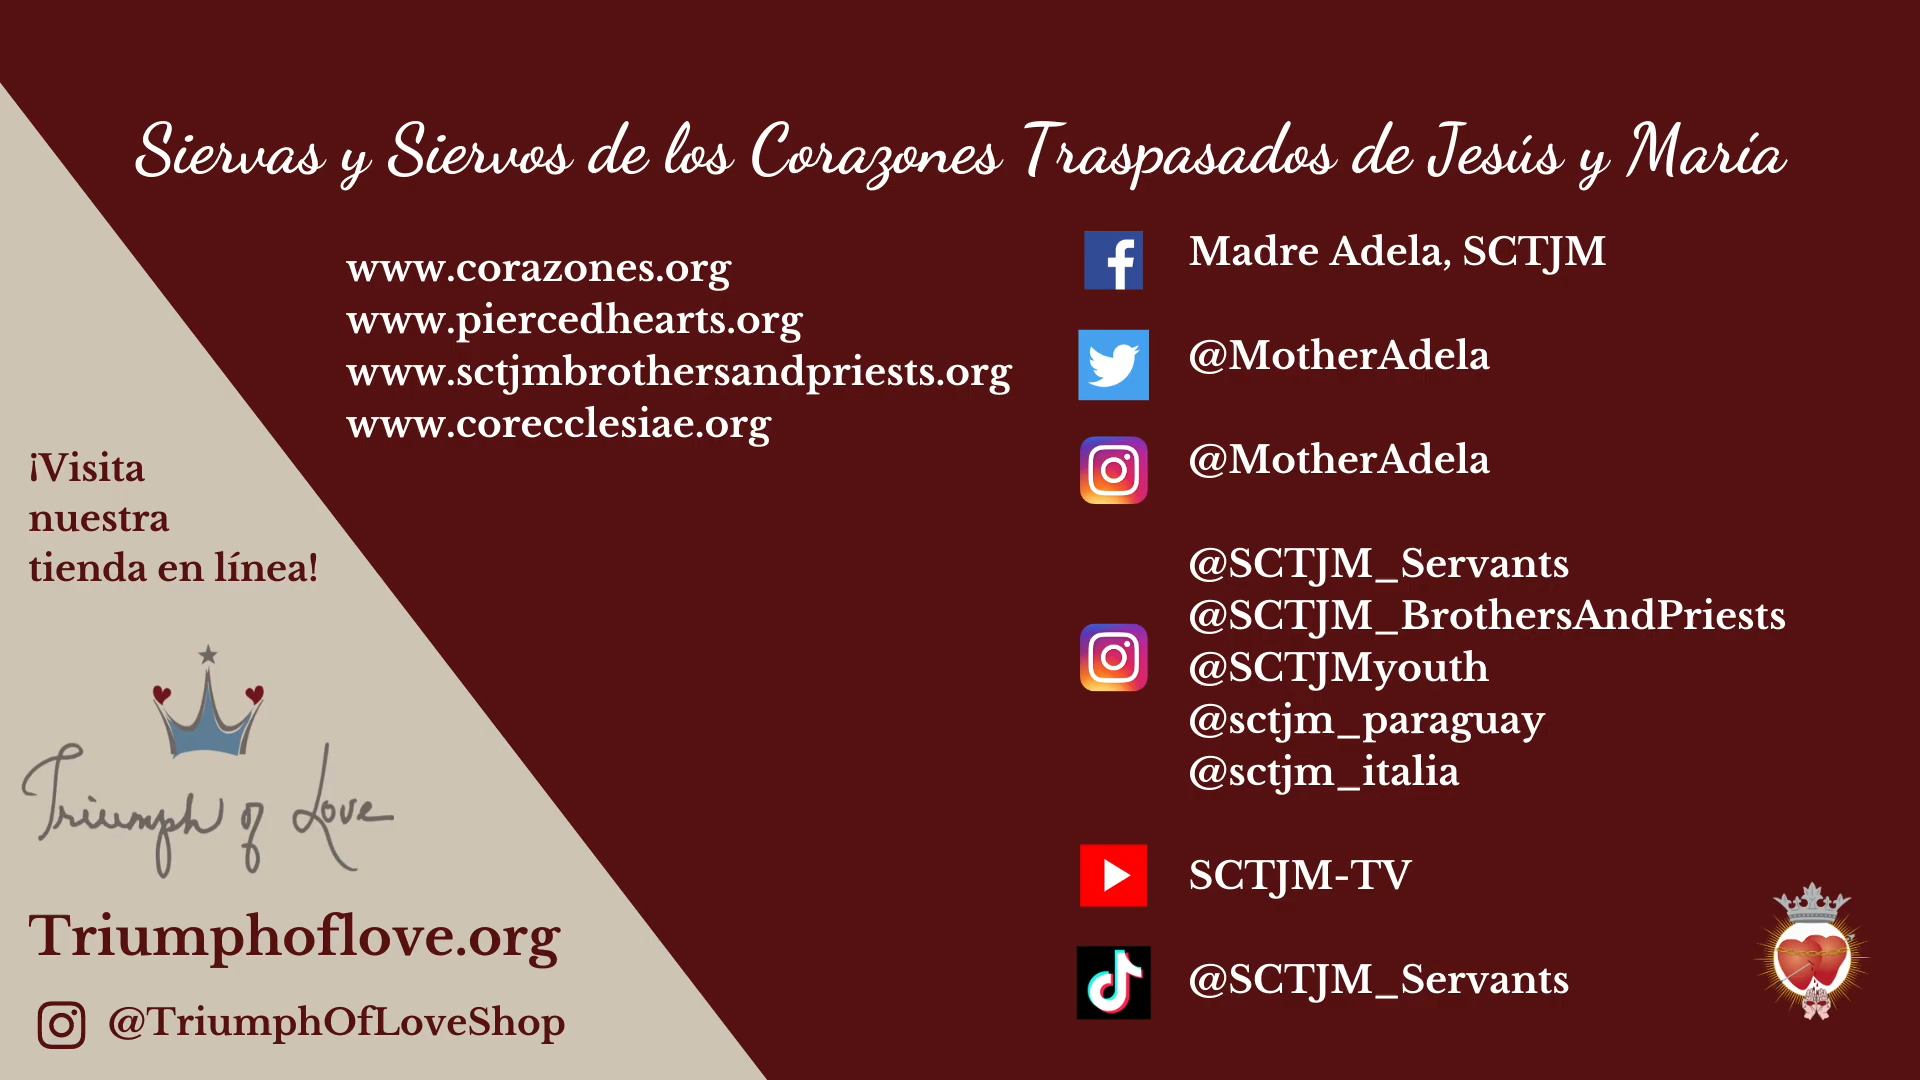 Siervas y Siervos de los Corazones Traspasados de Jesús y María
www.corazones.org
www.piercedhearts.org
www.sctjmbrothersandpriests.org
www.corecclesiae.org
Madre Adela, SCTJM
@MotherAdela
@MotherAdela
@SCTJM_Servants
@SCTJM_BrothersAndPriests
@SCTJMyouth
@sctjm_paraguay
@sctjm_italia
SCTJM-TV
@SCTJM_Servants
¡Visita
nuestra
tienda en línea!
Triumph of Love
Triumphoflove.org
@TriumphOfLoveShop